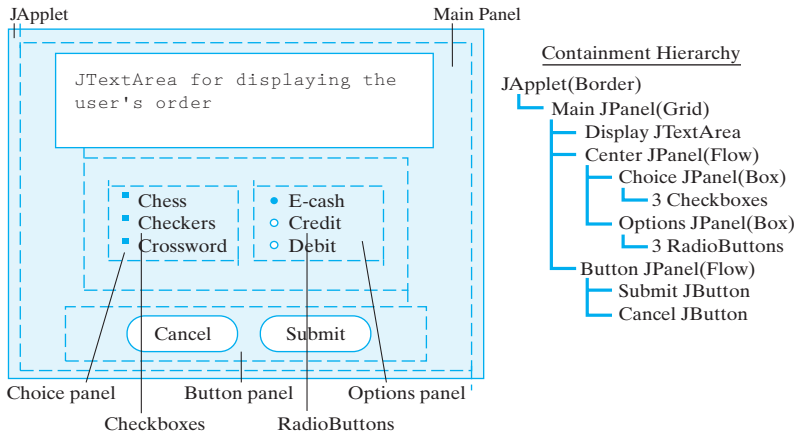 JApplet
Main Panel
JTextArea for displaying the
user's order
Chess
Checkers
Crossword
E-cash
Credit
Debit
Cancel
Submit
Choice panel
Button panel
Options panel
Checkboxes
RadioButtons
Containment Hierarchy
JApplet(Border)
Main JPanel(Grid)
Display JTextArea
Center JPanel(Flow)
Choice JPanel(Box)
3 Checkboxes
Options JPanel(Box)
3 RadioButtons
Button JPanel(Flow)
Submit JButton
Cancel JButton